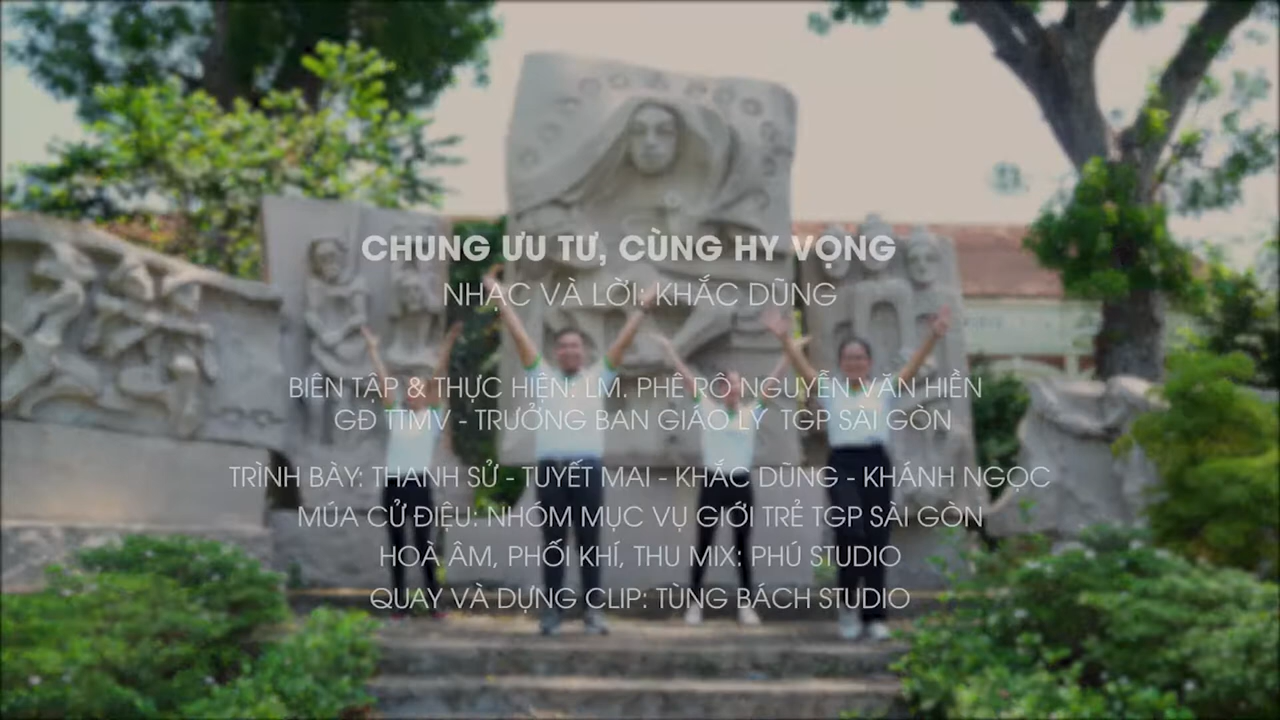 CHUNG ƯU TƯ, CÙNG HY VỌNG
NHẠC VÀ LỜI: KHẮC DŨNG
BIÊN TẬP & THỰC HIỆN: LM. PHÊ RÔ NGUYỄN VĂN HIỀN
GĐ TTMV - TRƯỞNG BAN GIÁO LÝ TGP SÀI GÒN
TRÌNH BÀY: THANH SỬ - TUYẾT MAI - KHẮC DŨNG - KHÁNH NGỌC
MÚA CỬ ĐIỆU: NHÓM MỤC VỤ GIỚI TRẺ TGP SÀI GÒN
HOÀ ÂM, PHỐI KHÍ, THU MIX: PHÚ STUDIO
QUAY VÀ DỰNG CLIP: TÙNG BÁCH STUDIO